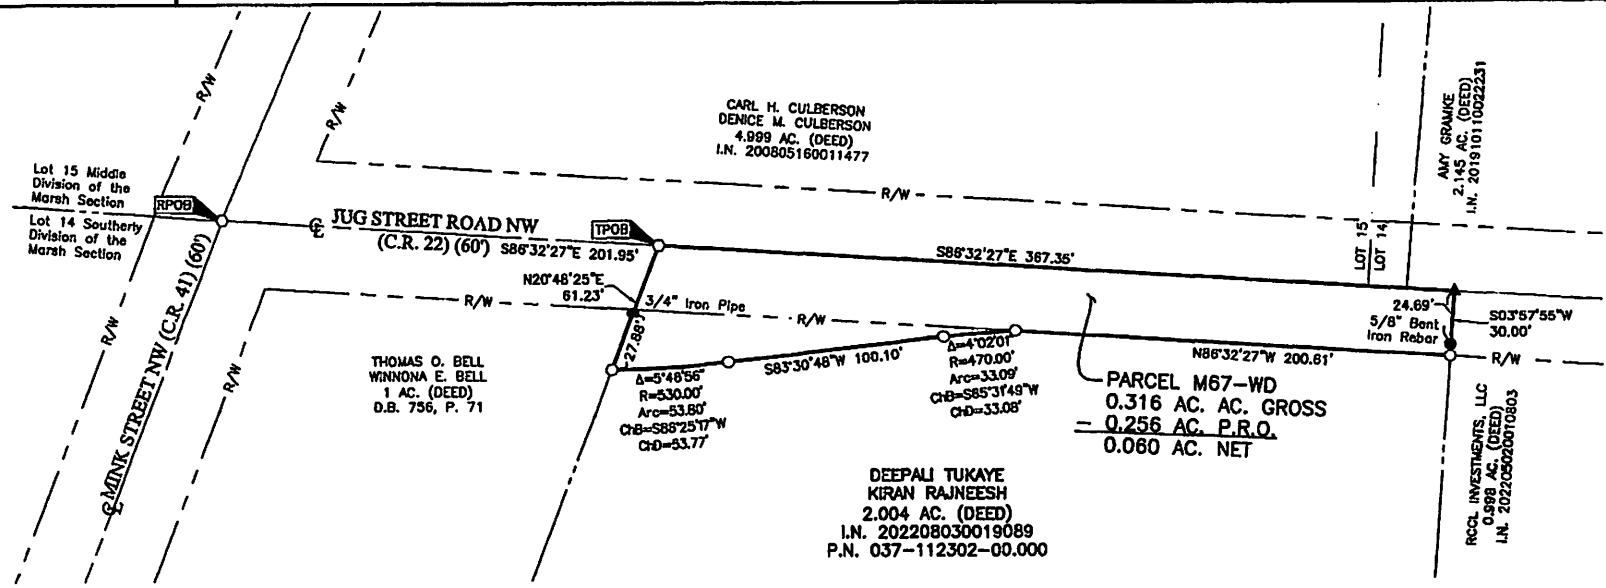 R/W
R/W
CARL H. CULBERSON
DENICE M. CULBERSON
4.999 AC. (DEED)
I.N. 200805160011477
AMY GRAMKE
2.145 AC. (DEED)
I.N. 201910110022231
Lot 15 Middle
Division of the
Marsh Section
RPOB
Lot 14 Southerly
Division of the
Marsh Section
R/W
℄ JUG STREET ROAD NW
(C.R. 22) (60')
S86°32'27"E 201.95'
TPOB
S86°32'27"E 367.35'
LOT 15
LOT 14
N20°48'25"E
61.23'
3/4" Iron Pipe
R/W
R/W
24.69'
5/8" Bent
Iron Rebar
S03°57'55"W
30.00'
R/W
℄ MINK STREET NW (C.R. 41) (60')
R/W
R/W
27.88'
THOMAS O. BELL
WINNONA E. BELL
1 AC. (DEED)
D.B. 756, P. 71
Δ=5°48'56"
R=530.00'
Arc=53.80'
ChB=S86°25'17"W
ChD=53.77'
S83°30'48"W 100.10'
Δ=4°02'01"
R=470.00'
Arc=33.09'
ChB=S85°31'49"W
ChD=33.08'
N86°32'27"W 200.61'
PARCEL M67-WD
0.316 AC. AC. GROSS
- 0.256 AC. P.R.O.
0.060 AC. NET
DEEPALI TUKAYE
KIRAN RAJNEESH
2.004 AC. (DEED)
I.N. 202208030019089
P.N. 037-112302-00.000
RCCL INVESTMENTS, LLC
0.998 AC. (DEED)
I.N. 202205020010803